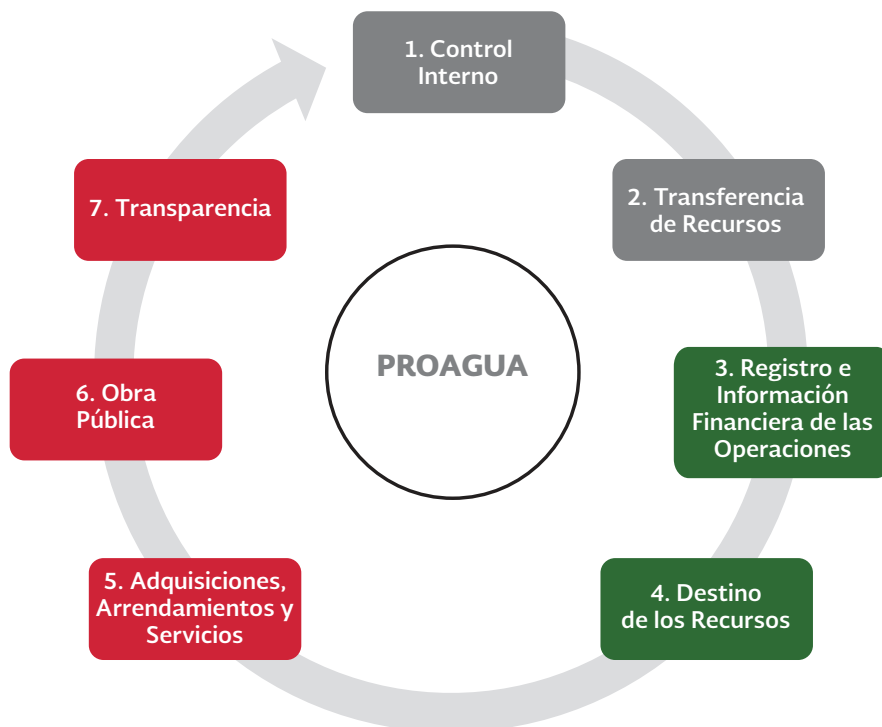 1. Control
Interno
2. Transferencia
de Recursos
3. Registro e
Información
Financiera de las
Operaciones
4. Destino
de los Recursos
5. Adquisiciones,
Arrendamientos y
Servicios
6. Obra
Pública
7. Transparencia
PROAGUA